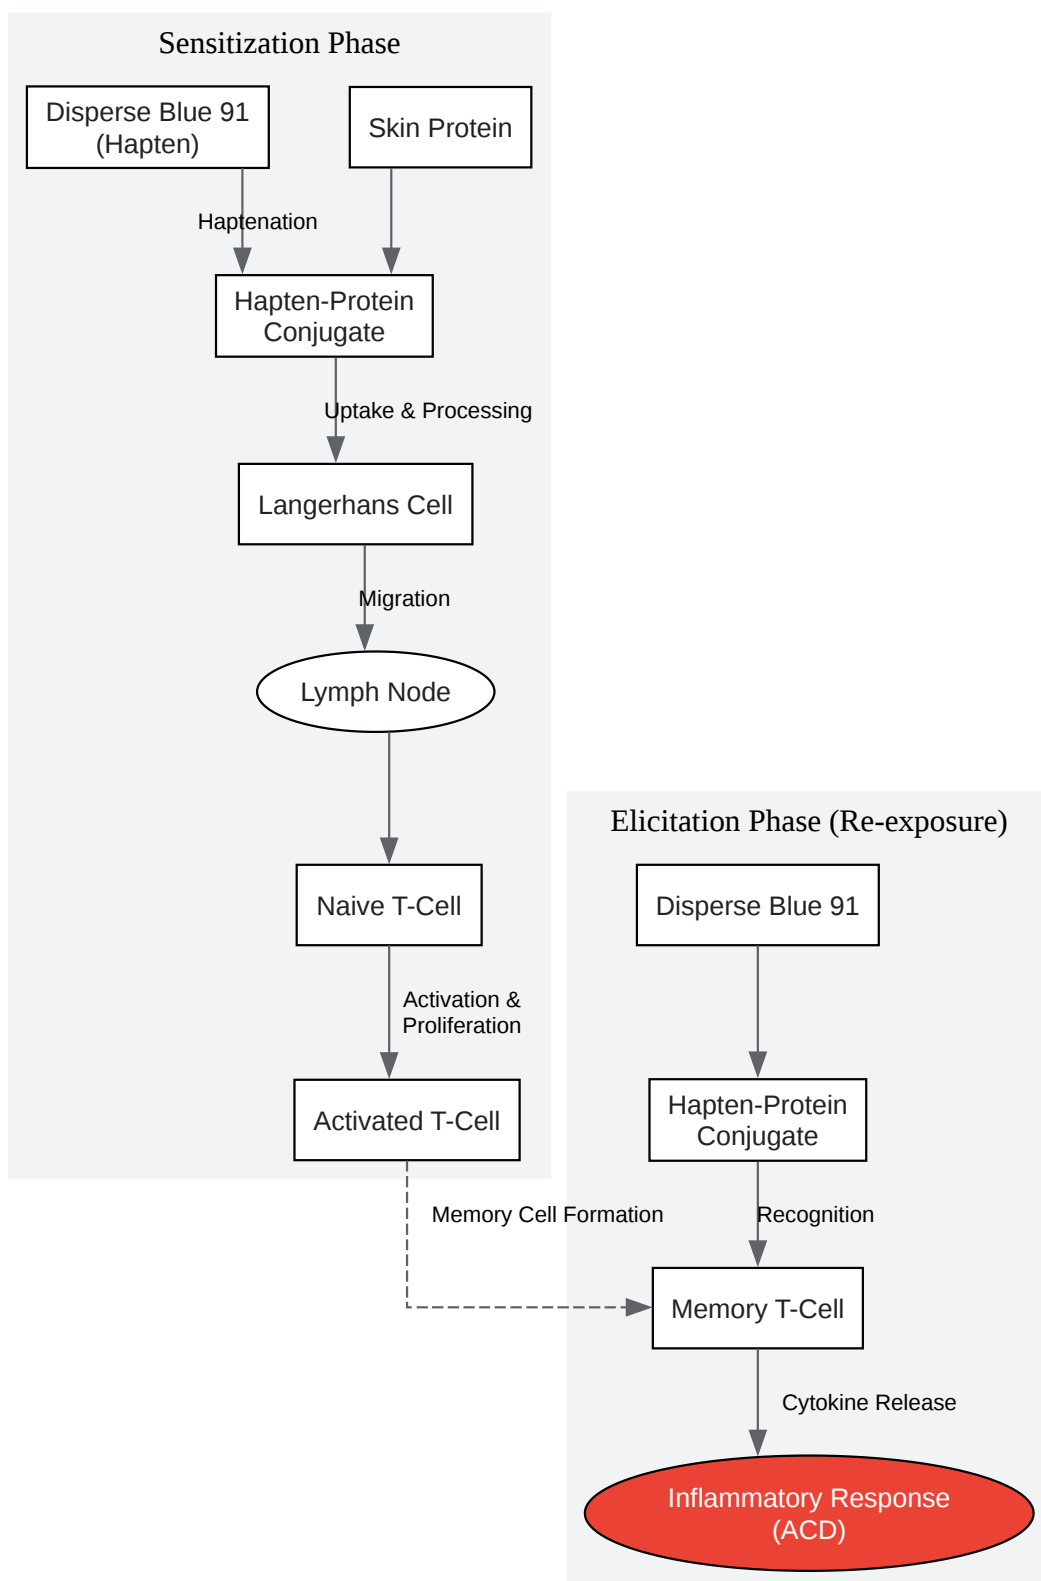 Sensitization Phase
Disperse Blue 91
(Hapten)
Skin Protein
Haptenation
Hapten-Protein
Conjugate
Uptake & Processing
Langerhans Cell
Migration
Lymph Node
Naive T-Cell
Activation &
Proliferation
Activated T-Cell
Memory Cell Formation
Elicitation Phase (Re-exposure)
Disperse Blue 91
Hapten-Protein
Conjugate
Recognition
Memory T-Cell
Cytokine Release
Inflammatory Response
(ACD)